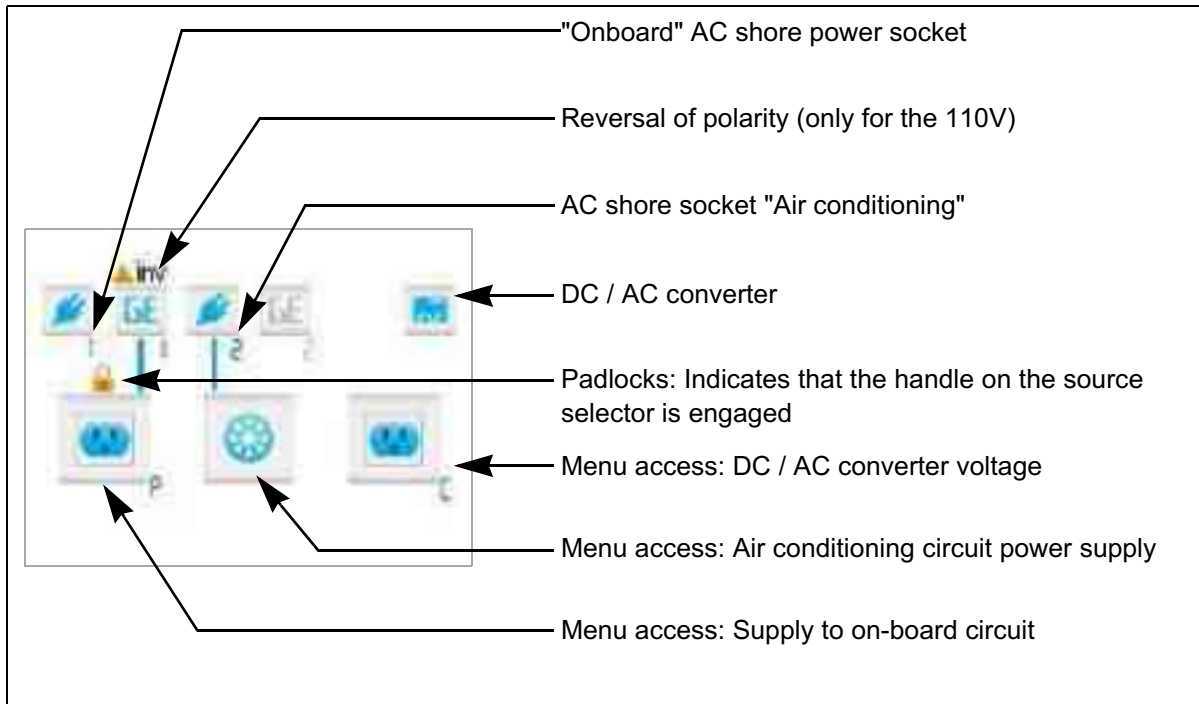 "Onboard" AC shore power socket
Reversal of polarity (only for the 110V)
AC shore socket "Air conditioning"
inv
GE
GE
DC / AC converter
1
2
Padlocks: Indicates that the handle on the source
selector is engaged
Menu access: DC / AC converter voltage
P
C
Menu access: Air conditioning circuit power supply
Menu access: Supply to on-board circuit